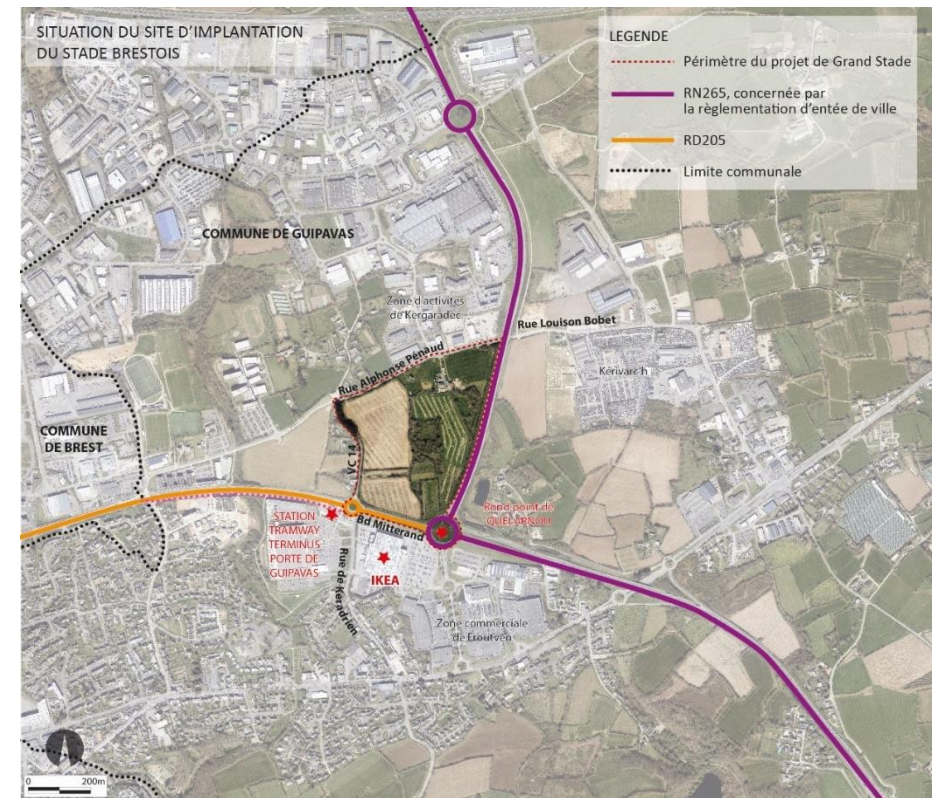 SITUATION DU SITE D'IMPLANTATION
DU STADE BRESTOIS
LEGENDE
Périmètre du projet de Grand Stade
RN265, concernée par
la règlementation d'entée de ville
RD205
Limite communale
COMMUNE DE GUIPAVAS
Zone d'activites
de Kergaradec
Rue Louison Bobet
Rue Alphonse Pénaud
Kérivarc'h
COMMUNE
DE BREST
VC 14
Rond point de
QUELARNOU
STATION
TRAMWAY
TERMINUS
PORTE DE
GUIPAVAS
Bd Mitterand
IKEA
Rue de Keradrien
Zone commerciale
de Froutven
0 200m